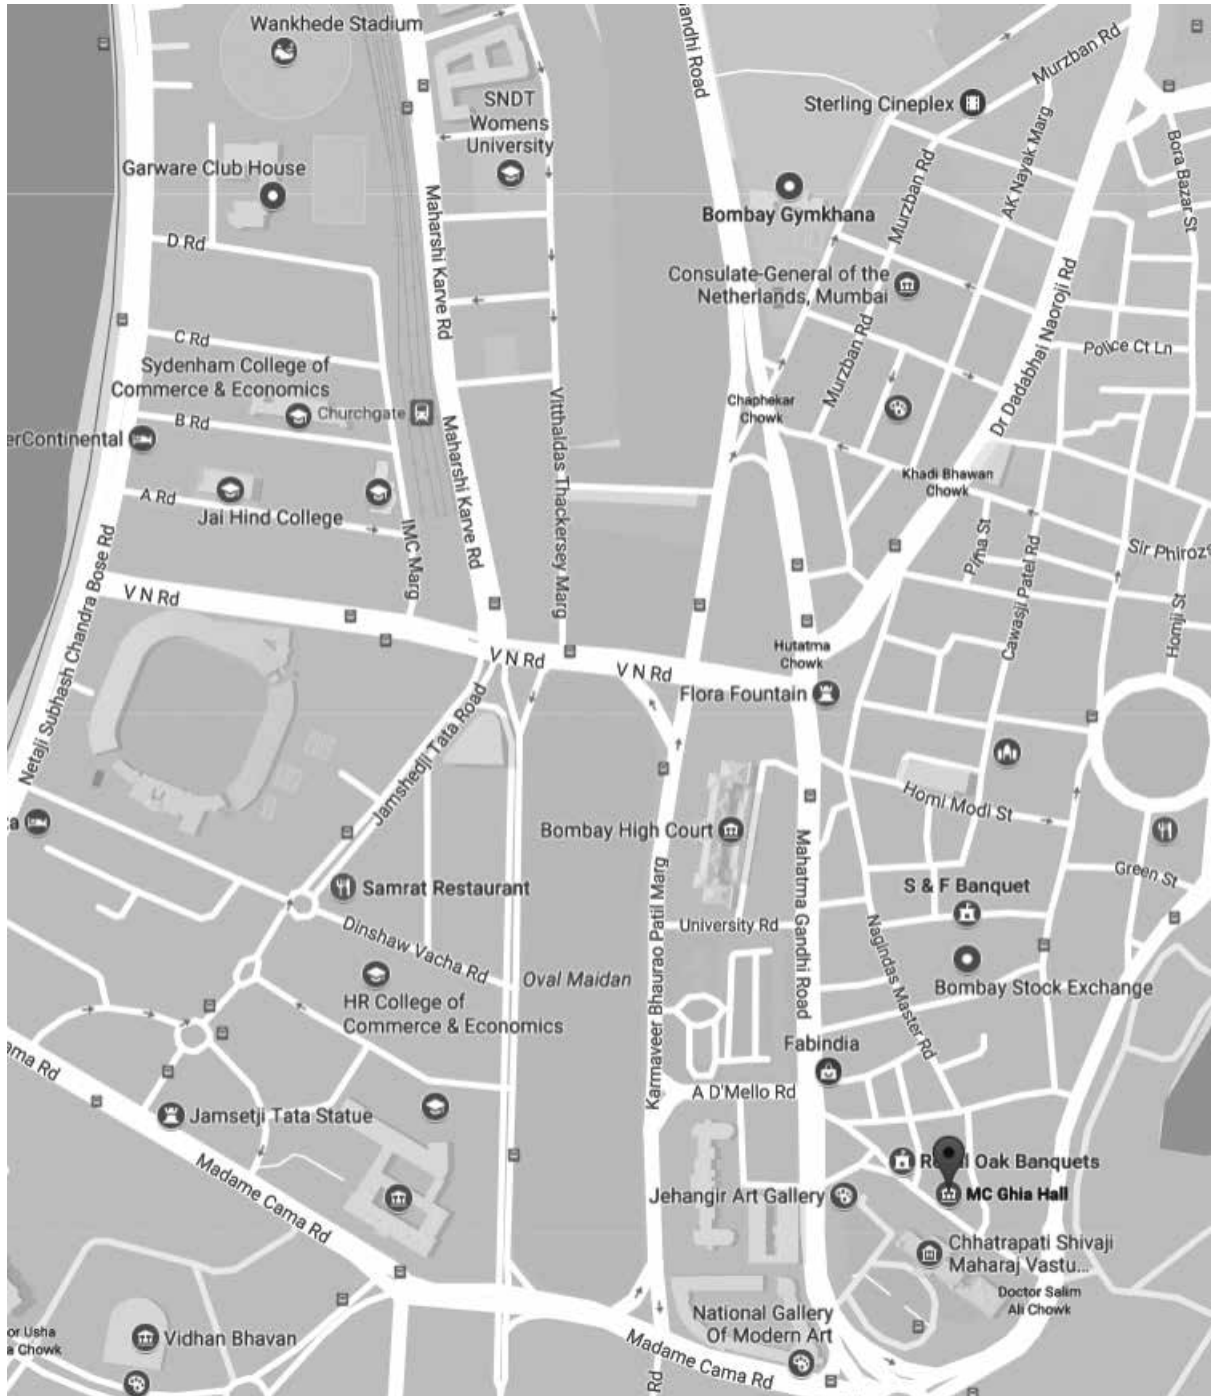 Wankhede Stadium
SNDT
Womens
University
Garware Club House
Maharshi Karve Rd
D Rd
C Rd
Sydenham College of
Commerce & Economics
B Rd
Churchgate
Maharshi Karve Rd
A Rd
Jai Hind College
IMC Marg
Vitthaldas Thackersey Marg
andhi Road
Murzban Rd
Sterling Cineplex
AK Nayak Marg
Bora Bazar St
Murzban Rd
Bombay Gymkhana
Consulate-General of the
Netherlands, Mumbai
Murzban Rd
Dr Dadabhai Naoroji Rd
Police Ct Ln
Chaphekar
Chowk
Khadi Bhawan
Chowk
Pitha St
Cawasji Patel Rd
Homji St
erContinental
Netaji Subhash Chandra Bose Rd
V N Rd
V N Rd
V N Rd
Hutatma
Chowk
Flora Fountain
Jamshedji Tata Road
Bombay High Court
Homi Modi St
Green St
Samrat Restaurant
S & F Banquet
Dinshaw Vacha Rd
University Rd
Mahatma Gandhi Road
Nagindas Master Rd
Karmaveer Bhaurao Patil Marg
Oval Maidan
Bombay Stock Exchange
HR College of
Commerce & Economics
Fabindia
ama Rd
A D'Mello Rd
Jamsetji Tata Statue
Oak Banquets
Madame Cama Rd
Jehangir Art Gallery
MC Ghia Hall
Chhatrapati Shivaji
Maharaj Vastu...
Doctor Salim
Ali Chowk
National Gallery
Of Modern Art
or Usha
a Chowk
Vidhan Bhavan
Madame Cama Rd
Rd